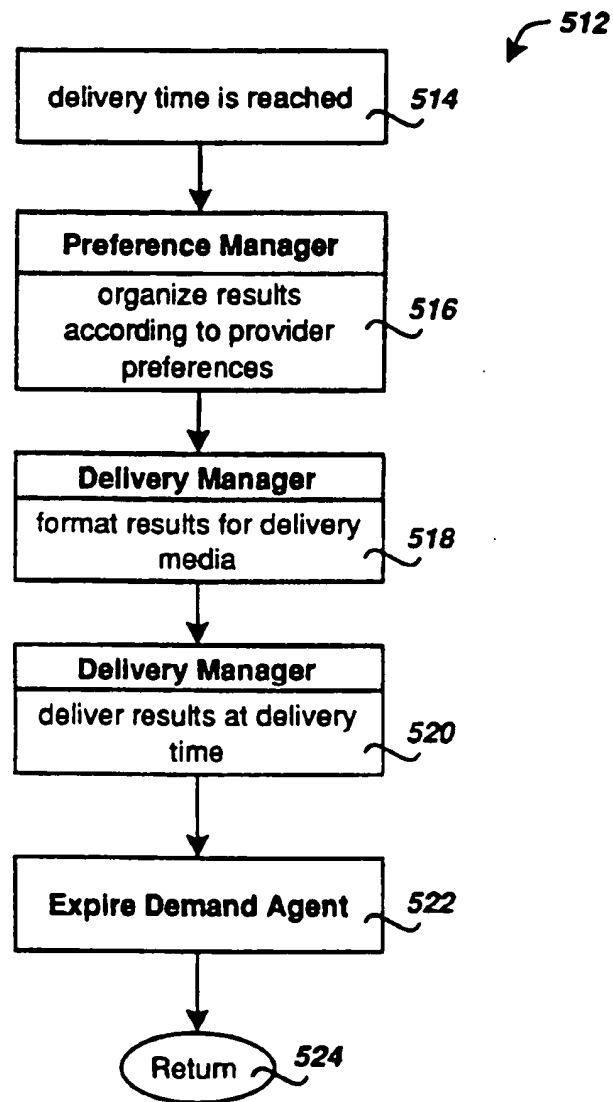 512
delivery time is reached
514
Preference Manager
organize results
according to provider
preferences
516
Delivery Manager
format results for delivery
media
518
Delivery Manager
deliver results at delivery
time
520
Expire Demand Agent
522
Return
524